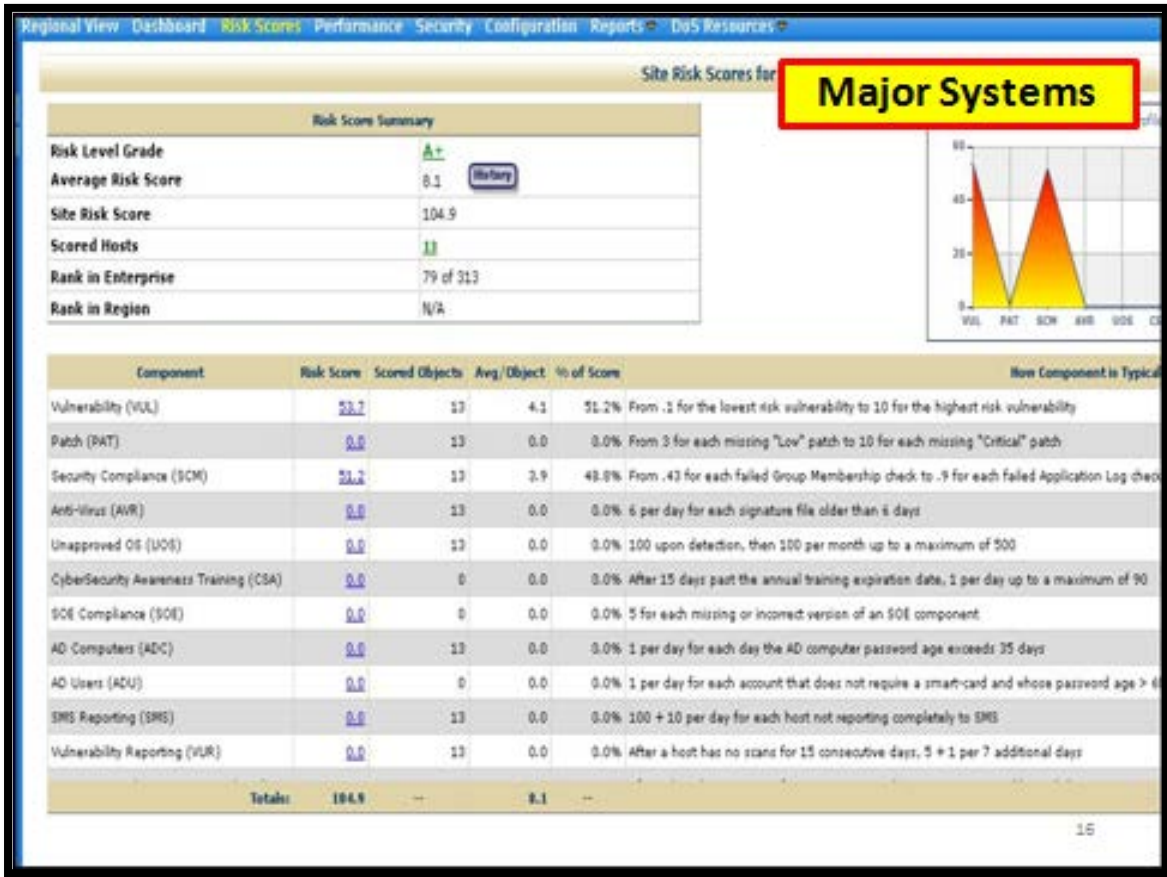 Regional View Dashboard Risk Scores Performance Security Configuration Reports DoS Resources
Site Risk Scores for
Major Systems
Risk Score Summary
Risk Level Grade A+
Average Risk Score 8.1 History
Site Risk Score 104.9
Scored Hosts 13
Rank in Enterprise 79 of 313
Rank in Region N/A
60
40
20
0
VUL PAT SCM AVR UOS
Component Risk Score Scored Objects Avg/Object % of Score How Component is Typical
Vulnerability (VUL) 53.7 13 4.1 51.2% From .1 for the lowest risk vulnerability to 10 for the highest risk vulnerability
Patch (PAT) 0.0 13 0.0 0.0% From 3 for each missing "Low" patch to 10 for each missing "Critical" patch
Security Compliance (SCM) 51.2 13 3.9 48.8% From .43 for each failed Group Membership check to .9 for each failed Application Log chec
Anti-Virus (AVR) 0.0 13 0.0 0.0% 6 per day for each signature file older than 6 days
Unapproved OS (UOS) 0.0 13 0.0 0.0% 100 upon detection, then 100 per month up to a maximum of 500
CyberSecurity Awareness Training (CSA) 0.0 0 0.0 0.0% After 15 days past the annual training expiration date, 1 per day up to a maximum of 90
SOE Compliance (SOE) 0.0 0 0.0 0.0% 5 for each missing or incorrect version of an SOE component
AD Computers (ADC) 0.0 13 0.0 0.0% 1 per day for each day the AD computer password age exceeds 35 days
AD Users (ADU) 0.0 0 0.0 0.0% 1 per day for each account that does not require a smart-card and whose password age >
SMS Reporting (SMS) 0.0 13 0.0 0.0% 100 + 10 per day for each host not reporting completely to SMS
Vulnerability Reporting (VUR) 0.0 13 0.0 0.0% After a host has no scans for 15 consecutive days, 5 + 1 per 7 additional days
Totals: 104.9 -- 8.1 --
16